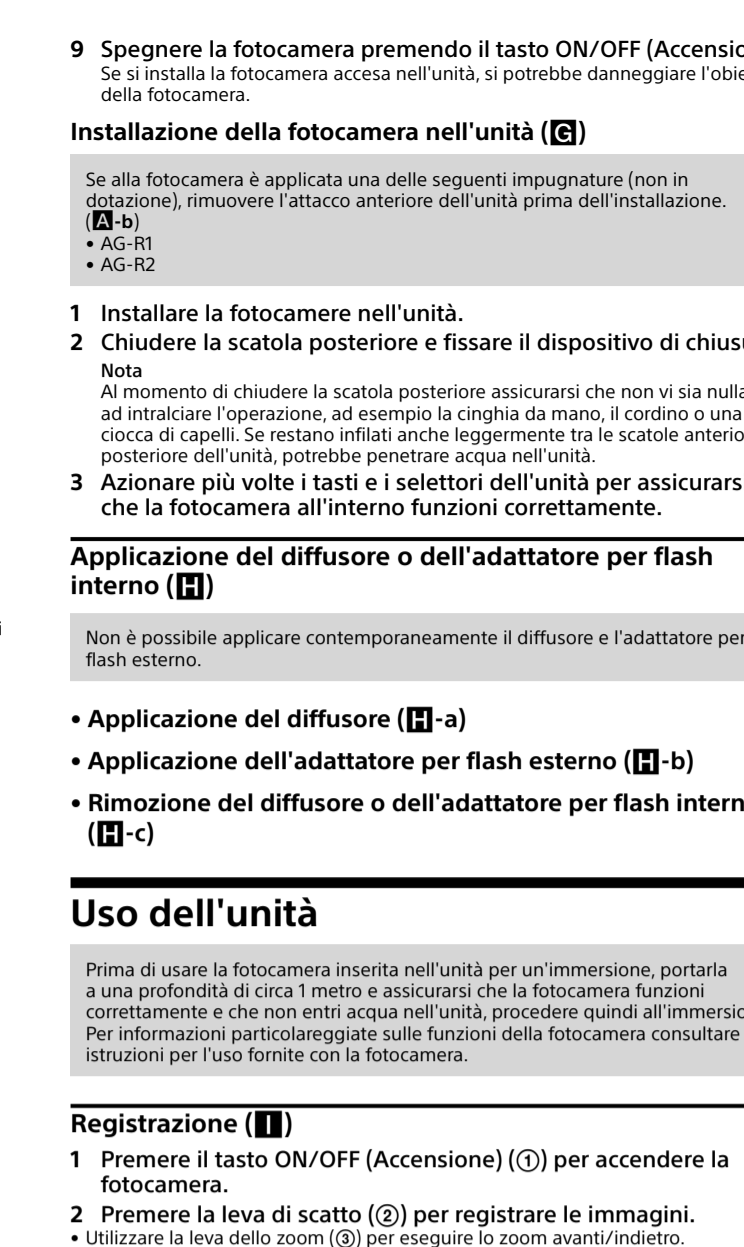 9 Spegnere la fotocamera premendo il tasto ON/OFF
Se si installa la fotocamera accesa nell'unità, si potrebbe danneggiare
della fotocamera.
Installazione della fotocamera nell'unità (G)
Se alla fotocamera è applicata una delle seguenti impugnature (non in
dotazione), rimuovere l'attacco anteriore dell'unità prima dell'installazione.
(A-b)
• AG-R1
• AG-R2
1 Installare la fotocamere nell'unità.
2 Chiudere la scatola posteriore e fissare il dispositivo di
Nota
Al momento di chiudere la scatola posteriore assicurarsi che non vi sia nulla
ad intralciare l'operazione, ad esempio la cinghia da mano, il cordino o una
ciocca di capelli. Se restano infilati anche leggermente tra le scatole
posteriore dell'unità, potrebbe penetrare acqua nell'unità.
3 Azionare più volte i tasti e i selettori dell'unità per
che la fotocamera all'interno funzioni correttamente.
Applicazione del diffusore o dell'adattatore per flash
interno (H)
i
Non è possibile applicare contemporaneamente il diffusore e l'adattatore per
flash esterno.
• Applicazione del diffusore (H-a)
• Applicazione dell'adattatore per flash esterno (H-b)
• Rimozione del diffusore o dell'adattatore per flash
(H-c)
Uso dell'unità
Prima di usare la fotocamera inserita nell'unità per un'immersione, portarla
a una profondità di circa 1 metro e assicurarsi che la fotocamera funzioni
correttamente e che non entri acqua nell'unità, procedere quindi
Per informazioni particolareggiate sulle funzioni della fotocamera consultare
istruzioni per l'uso fornite con la fotocamera.
Registrazione (I)
1 Premere il tasto ON/OFF (Accensione) (①) per accendere la
fotocamera.
2 Premere la leva di scatto (②) per registrare le immagini.
• Utilizzare la leva dello zoom (③) per eseguire lo zoom avanti/indietro.